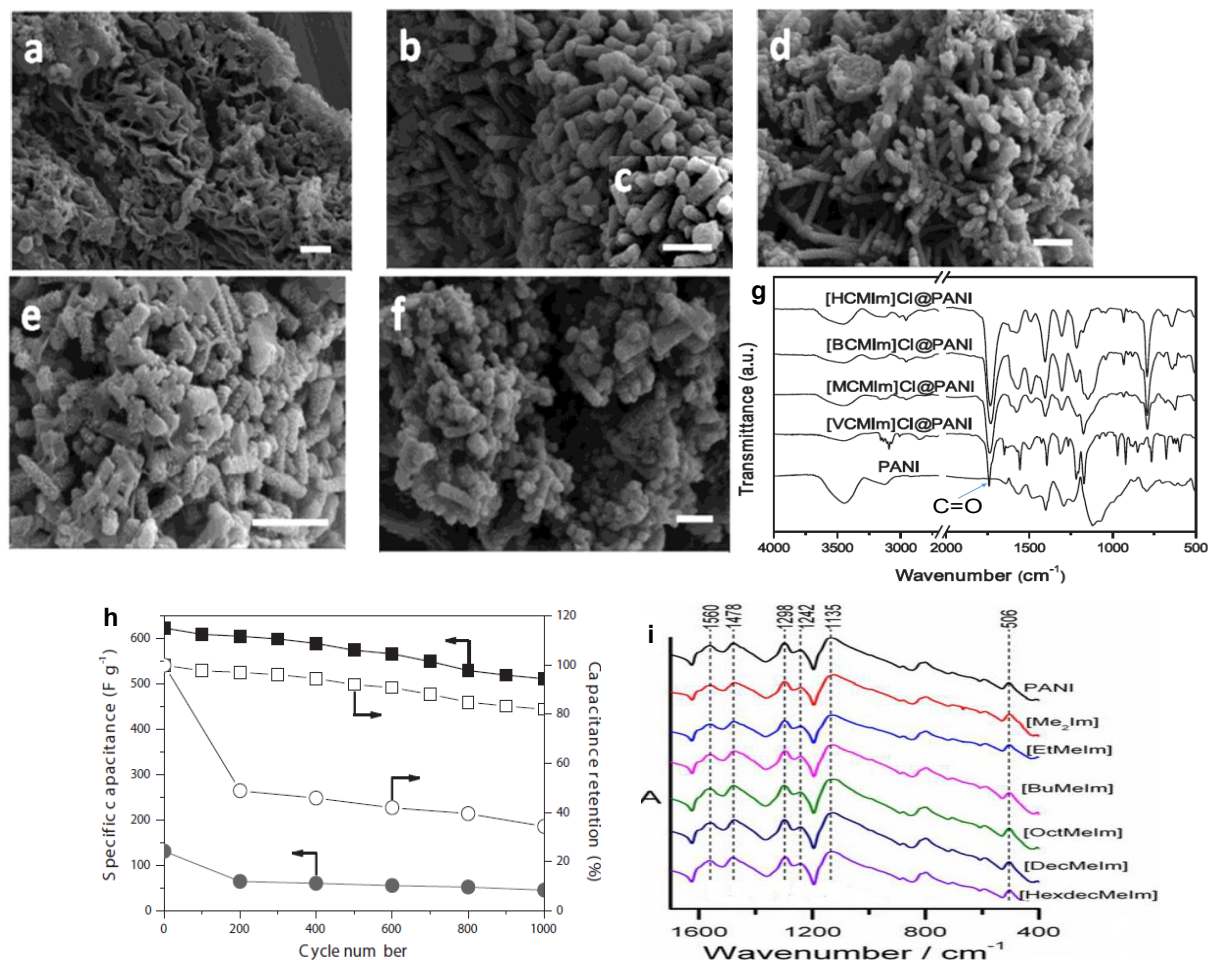 a
b
c
d
e
f
g
[HCMIm]Cl@PANI
[BCMIm]Cl@PANI
[MCMIm]Cl@PANI
[VCMIm]Cl@PANI
PANI
C=O
Transmittance (a.u.)
4000 3500 3000 2000 1500 1000 500
Wavenumber (cm-1)
h
Specific capacitance (F g-1)
600
500
400
300
200
100
0
120
100
80
60
40
20
0
Capacitance retention (%)
0 200 400 600 800 1000
Cycle num ber
i
1560 1478 1298 1242 1135 506
PANI
[Me2Im]
[EtMeIm]
[BuMeIm]
[OctMeIm]
[DecMeIm]
[HexdecMeIm]
A
1600 1200 800 400
Wavenumber / cm-1